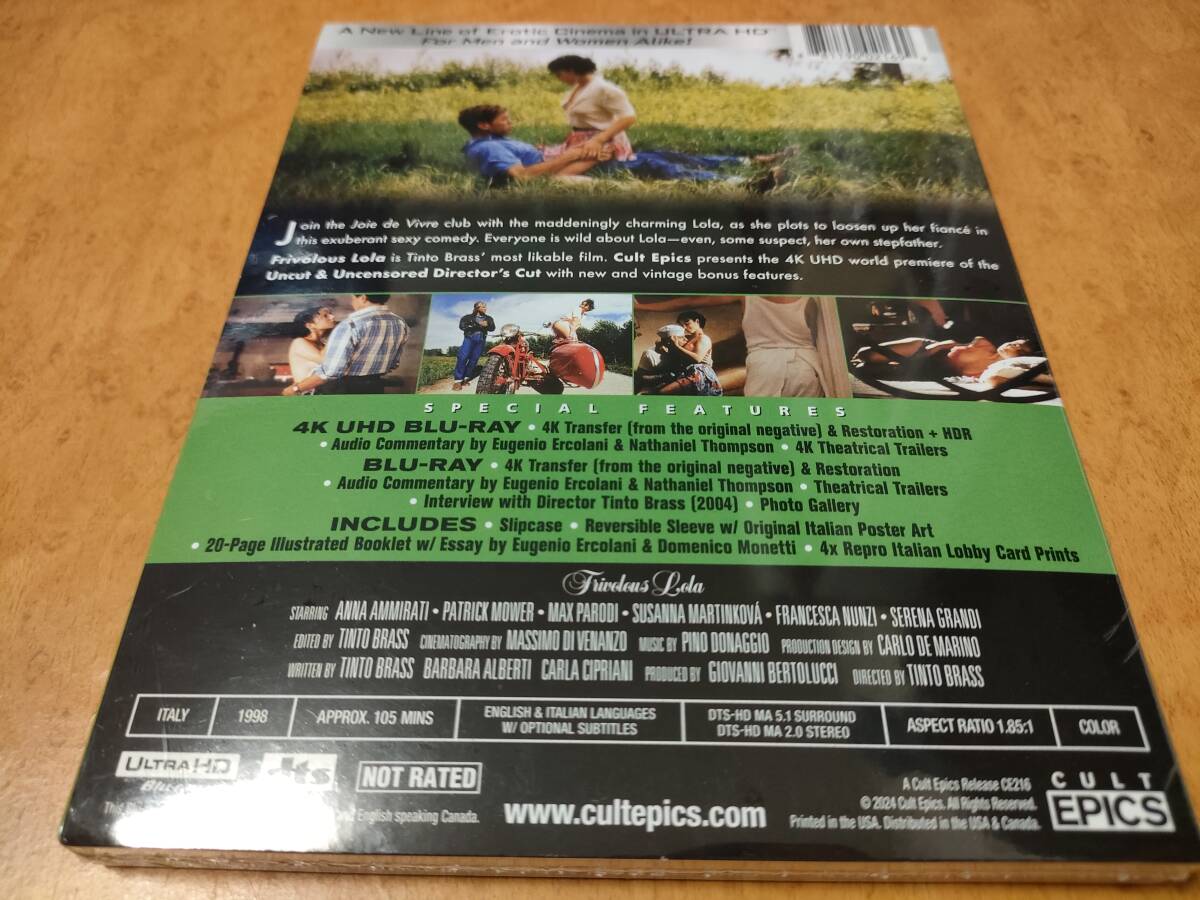 A New Line of Erotic Cinema in ULTRA HD
For Men and Women Alike!
Join the Joie de Vivre club with the maddeningly charming Lola, as she plots to loosen up her fiancé in
this exuberant sexy comedy. Everyone is wild about Lola—even, some suspect, her own stepfather.
Frivolous Lola is Tinto Brass' most likable film. Cult Epics presents the 4K UHD world premiere of the
Uncut & Uncensored Director's Cut with new and vintage bonus features.
SPECIAL FEATURES
4K UHD BLU-RAY • 4K Transfer (from the original negative) & Restoration + HDR
• Audio Commentary by Eugenio Ercolani & Nathaniel Thompson • 4K Theatrical Trailers
BLU-RAY • 4K Transfer (from the original negative) & Restoration
• Audio Commentary by Eugenio Ercolani & Nathaniel Thompson • Theatrical Trailers
• Interview with Director Tinto Brass (2004) • Photo Gallery
INCLUDES • Slipcase • Reversible Sleeve w/ Original Italian Poster Art
• 20-Page Illustrated Booklet w/ Essay by Eugenio Ercolani & Domenico Monetti • 4x Repro Italian Lobby Card Prints
Frivolous Lola
STARRING ANNA AMMIRATI • PATRICK MOWER • MAX PARODI • SUSANNA MARTINKOVÁ • FRANCESCA NUNZI • SERENA GRANDI
EDITED BY TINTO BRASS CINEMATOGRAPHY BY MASSIMO DI VENANZO MUSIC BY PINO DONAGGIO PRODUCTION DESIGN BY CARLO DE MARINO
WRITTEN BY TINTO BRASS BARBARA ALBERTI CARLA CIPRIANI PRODUCED BY GIOVANNI BERTOLUCCI DIRECTED BY TINTO BRASS
ITALY 1998 APPROX. 105 MINS ENGLISH & ITALIAN LANGUAGES W/ OPTIONAL SUBTITLES DTS-HD MA 5.1 SURROUND DTS-HD MA 2.0 STEREO ASPECT RATIO 1.85:1 COLOR
ULTRA HD
dts
NOT RATED
This
English speaking Canada.
www.cultepics.com
A Cult Epics Release CE216
© 2024 Cult Epics. All Rights Reserved.
Printed in the USA. Distributed in the USA & Canada.
CULT
EPICS